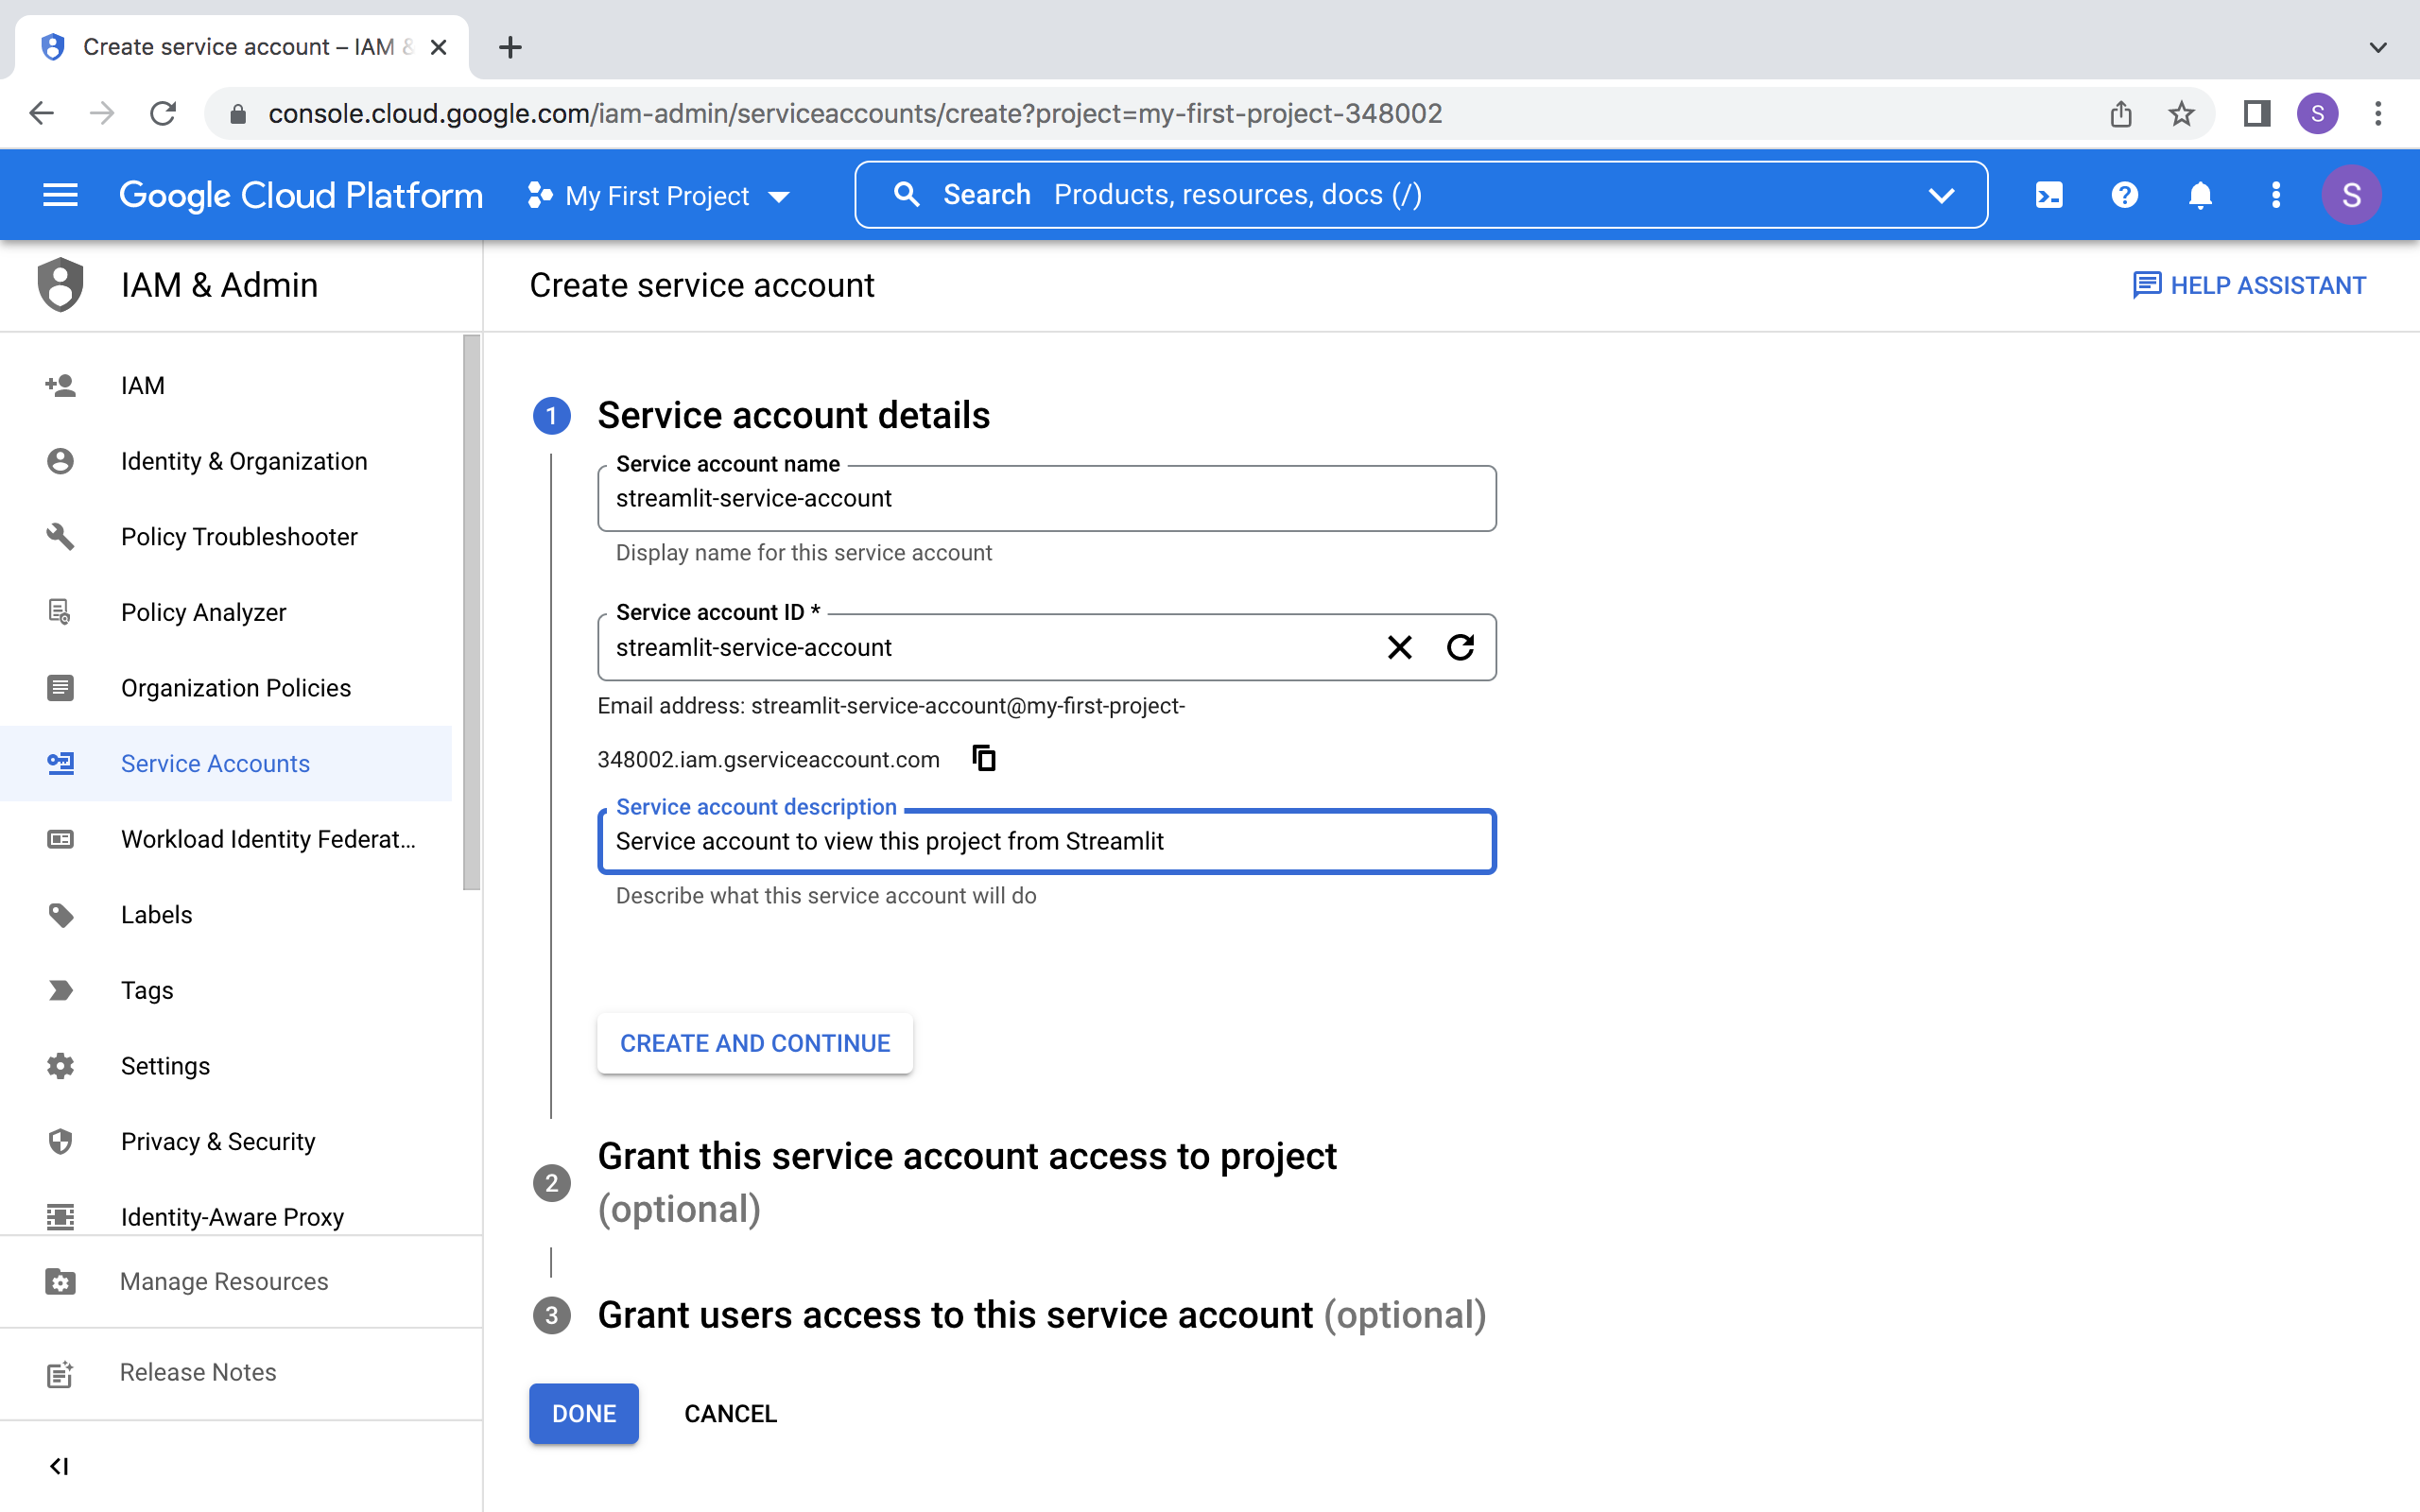 Create service account – IAM &
console.cloud.google.com/iam-admin/serviceaccounts/create?project=my-first-project-348002
S
Google Cloud Platform
My First Project
Search Products, resources, docs (/)
S
IAM & Admin
Create service account
HELP ASSISTANT
IAM
Identity & Organization
Policy Troubleshooter
Policy Analyzer
Organization Policies
Service Accounts
Workload Identity Federat...
Labels
Tags
Settings
Privacy & Security
Identity-Aware Proxy
Manage Resources
Release Notes
1 Service account details
Service account name
streamlit-service-account
Display name for this service account
Service account ID *
streamlit-service-account
Email address: streamlit-service-account@my-first-project-
348002.iam.gserviceaccount.com
Service account description
Service account to view this project from Streamlit
Describe what this service account will do
CREATE AND CONTINUE
2 Grant this service account access to project
(optional)
3 Grant users access to this service account (optional)
DONE CANCEL